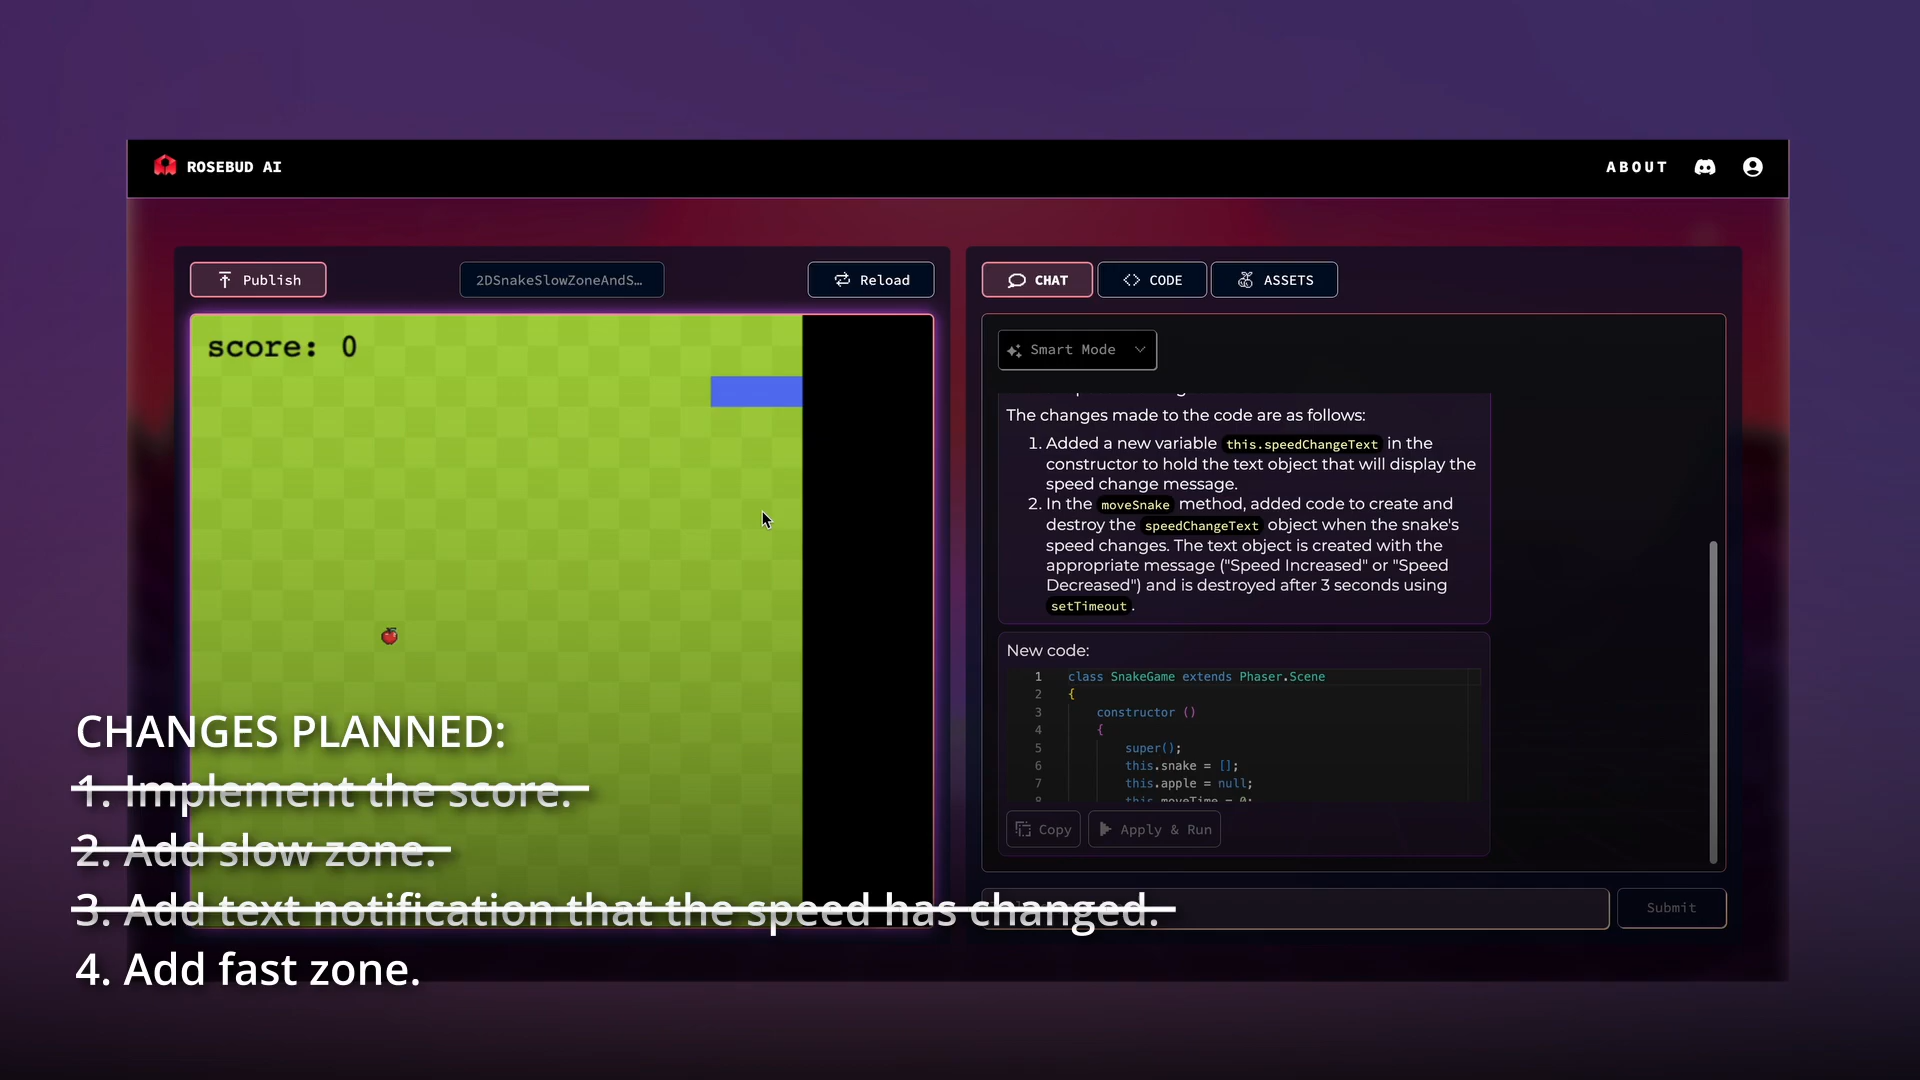 ROSEBUD AI
ABOUT
Publish
2DSnakeSlowZoneAndS…
Reload
CHAT
CODE
ASSETS
score: 0
Smart Mode
The changes made to the code are as follows:
1. Added a new variable this.speedChangeText in the
constructor to hold the text object that will display the
speed change message.
2. In the moveSnake method, added code to create and
destroy the speedChangeText object when the snake's
speed changes. The text object is created with the
appropriate message ("Speed Increased" or "Speed
Decreased") and is destroyed after 3 seconds using
setTimeout.
New code:
1 class SnakeGame extends Phaser.Scene
2 {
3 constructor ()
4 {
5 super();
6 this.snake = [];
7 this.apple = null;
8 this.moveTime = 0;
Copy
Apply & Run
Submit
CHANGES PLANNED:
1. Implement the score.
2. Add slow zone.
3. Add text notification that the speed has changed.
4. Add fast zone.